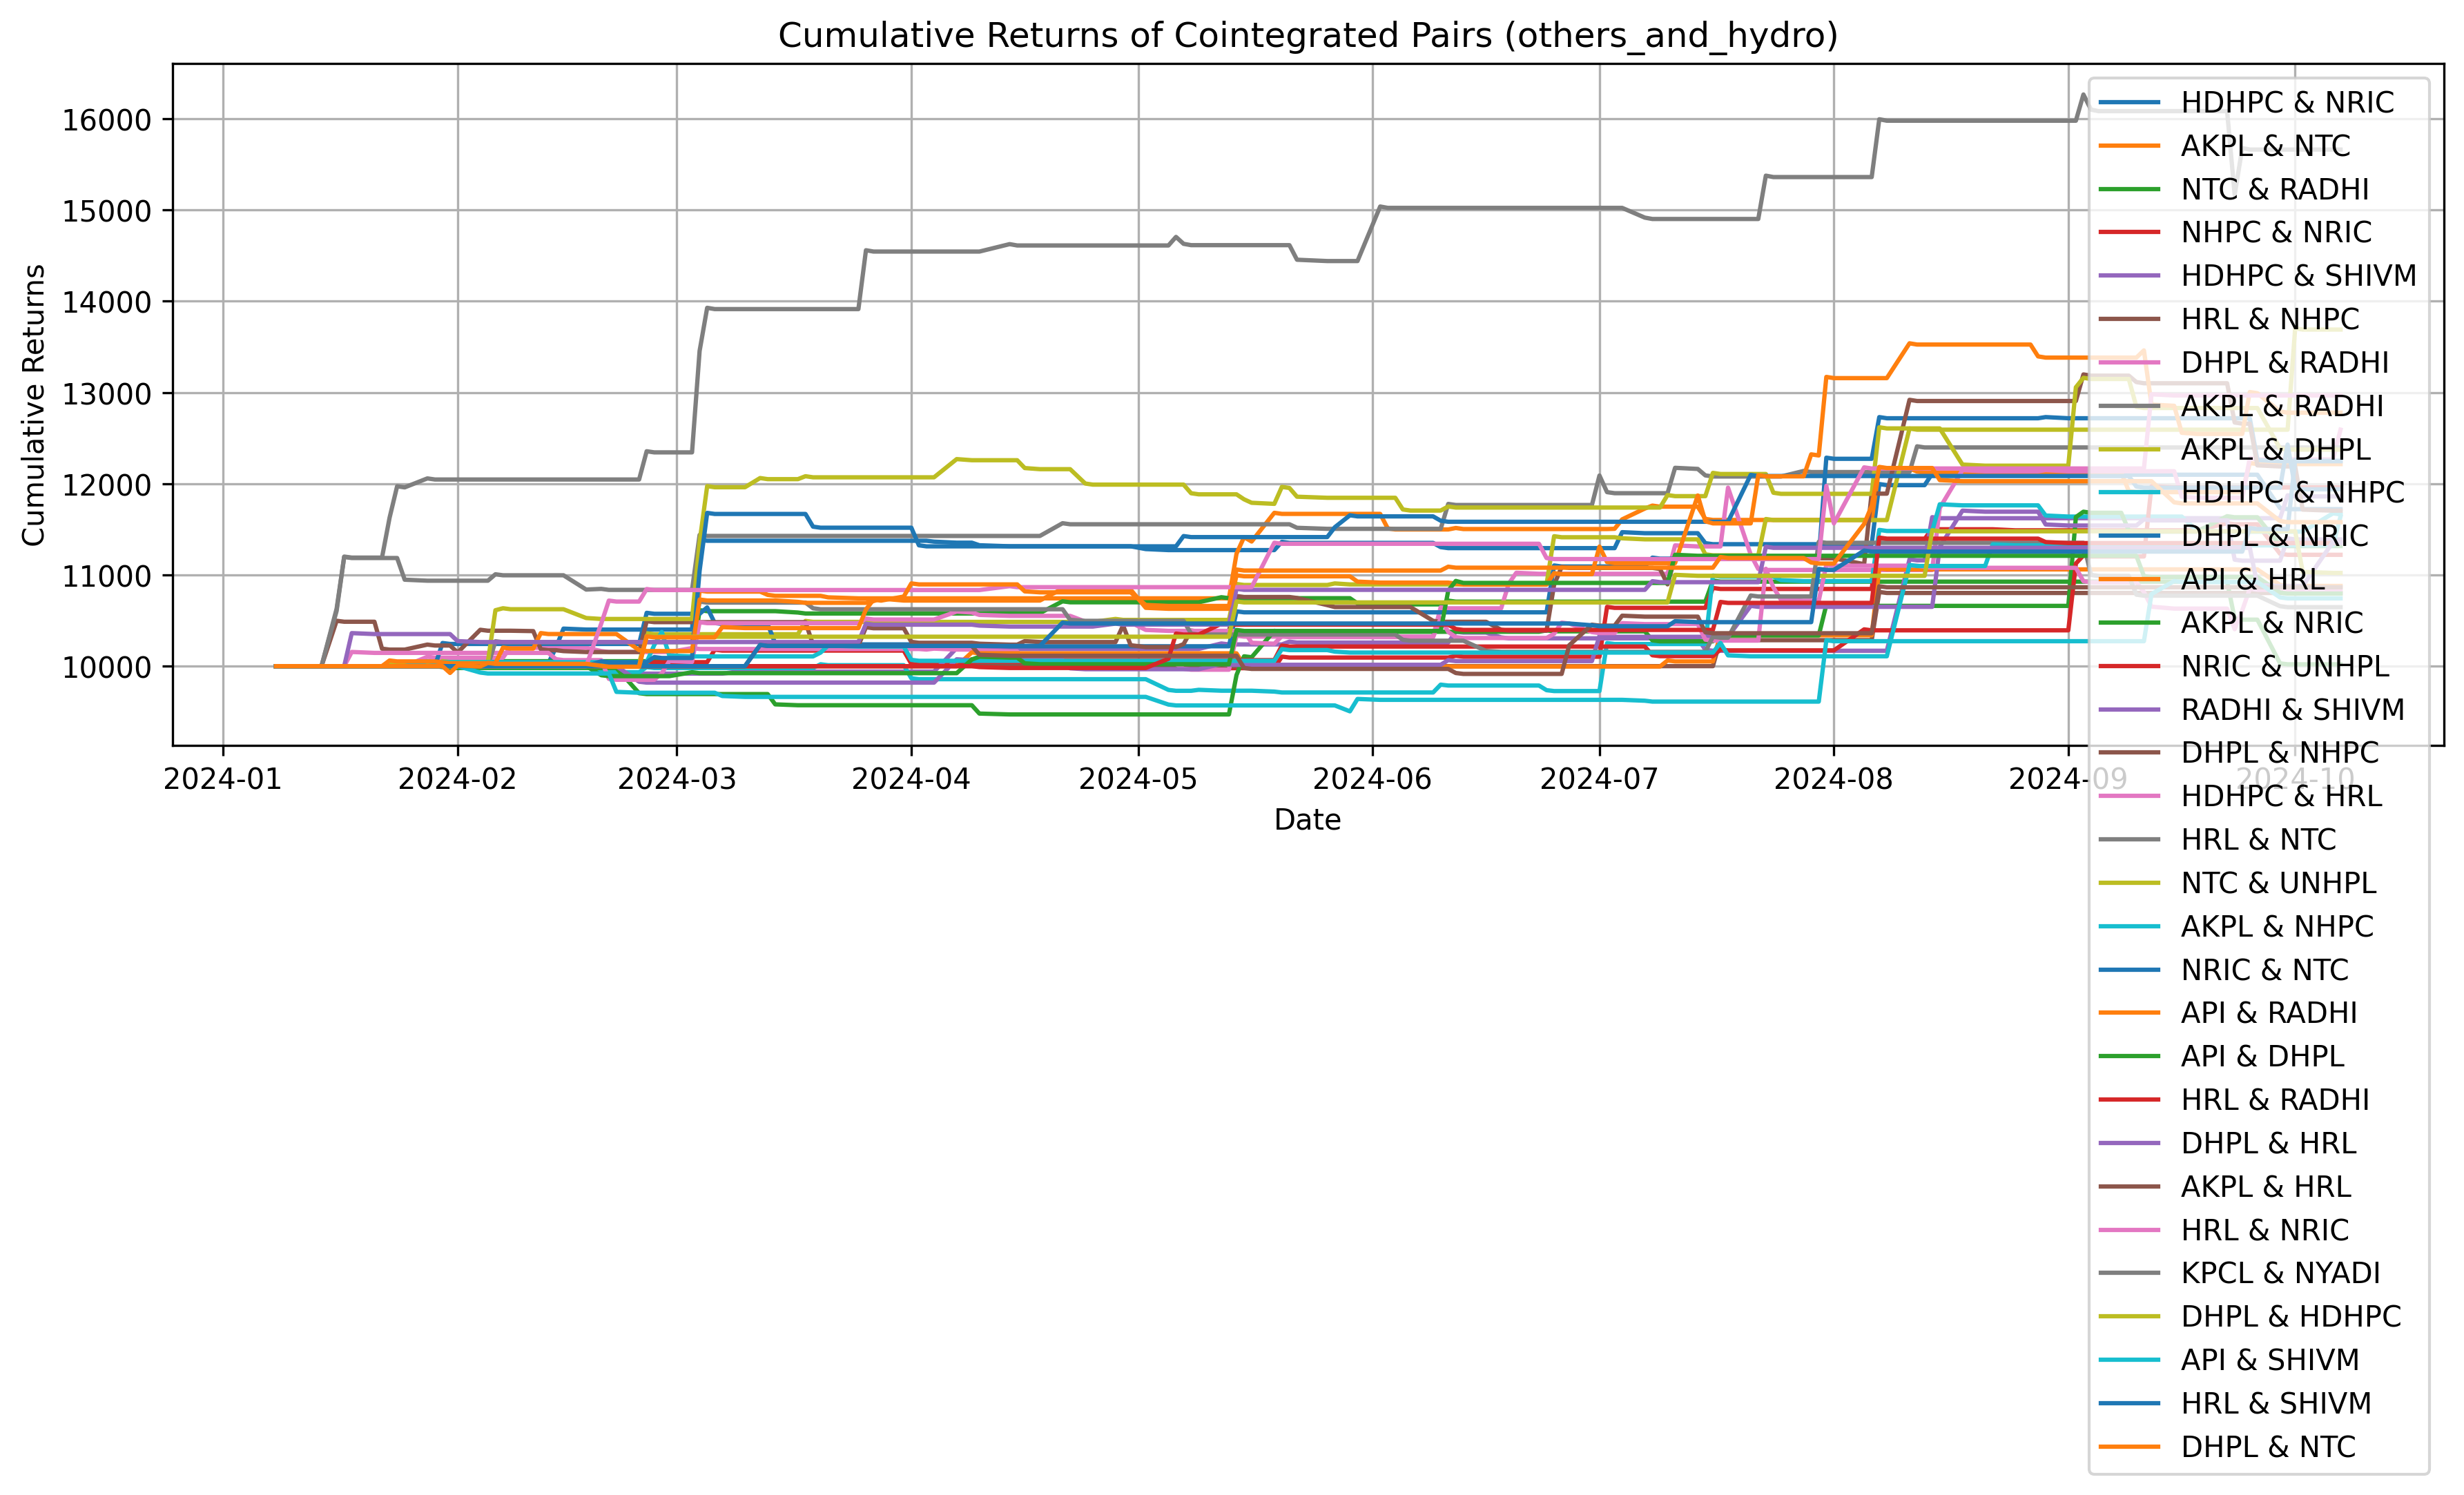 Cumulative Returns of Cointegrated Pairs (others_and_hydro)
Cumulative Returns
16000
15000
14000
13000
12000
11000
10000
2024-01 2024-02 2024-03 2024-04 2024-05 2024-06 2024-07 2024-08 2024-09 2024-10
Date
HDHPC & NRIC
AKPL & NTC
NTC & RADHI
NHPC & NRIC
HDHPC & SHIVM
HRL & NHPC
DHPL & RADHI
AKPL & RADHI
AKPL & DHPL
HDHPC & NHPC
DHPL & NRIC
API & HRL
AKPL & NRIC
NRIC & UNHPL
RADHI & SHIVM
DHPL & NHPC
HDHPC & HRL
HRL & NTC
NTC & UNHPL
AKPL & NHPC
NRIC & NTC
API & RADHI
API & DHPL
HRL & RADHI
DHPL & HRL
AKPL & HRL
HRL & NRIC
KPCL & NYADI
DHPL & HDHPC
API & SHIVM
HRL & SHIVM
DHPL & NTC